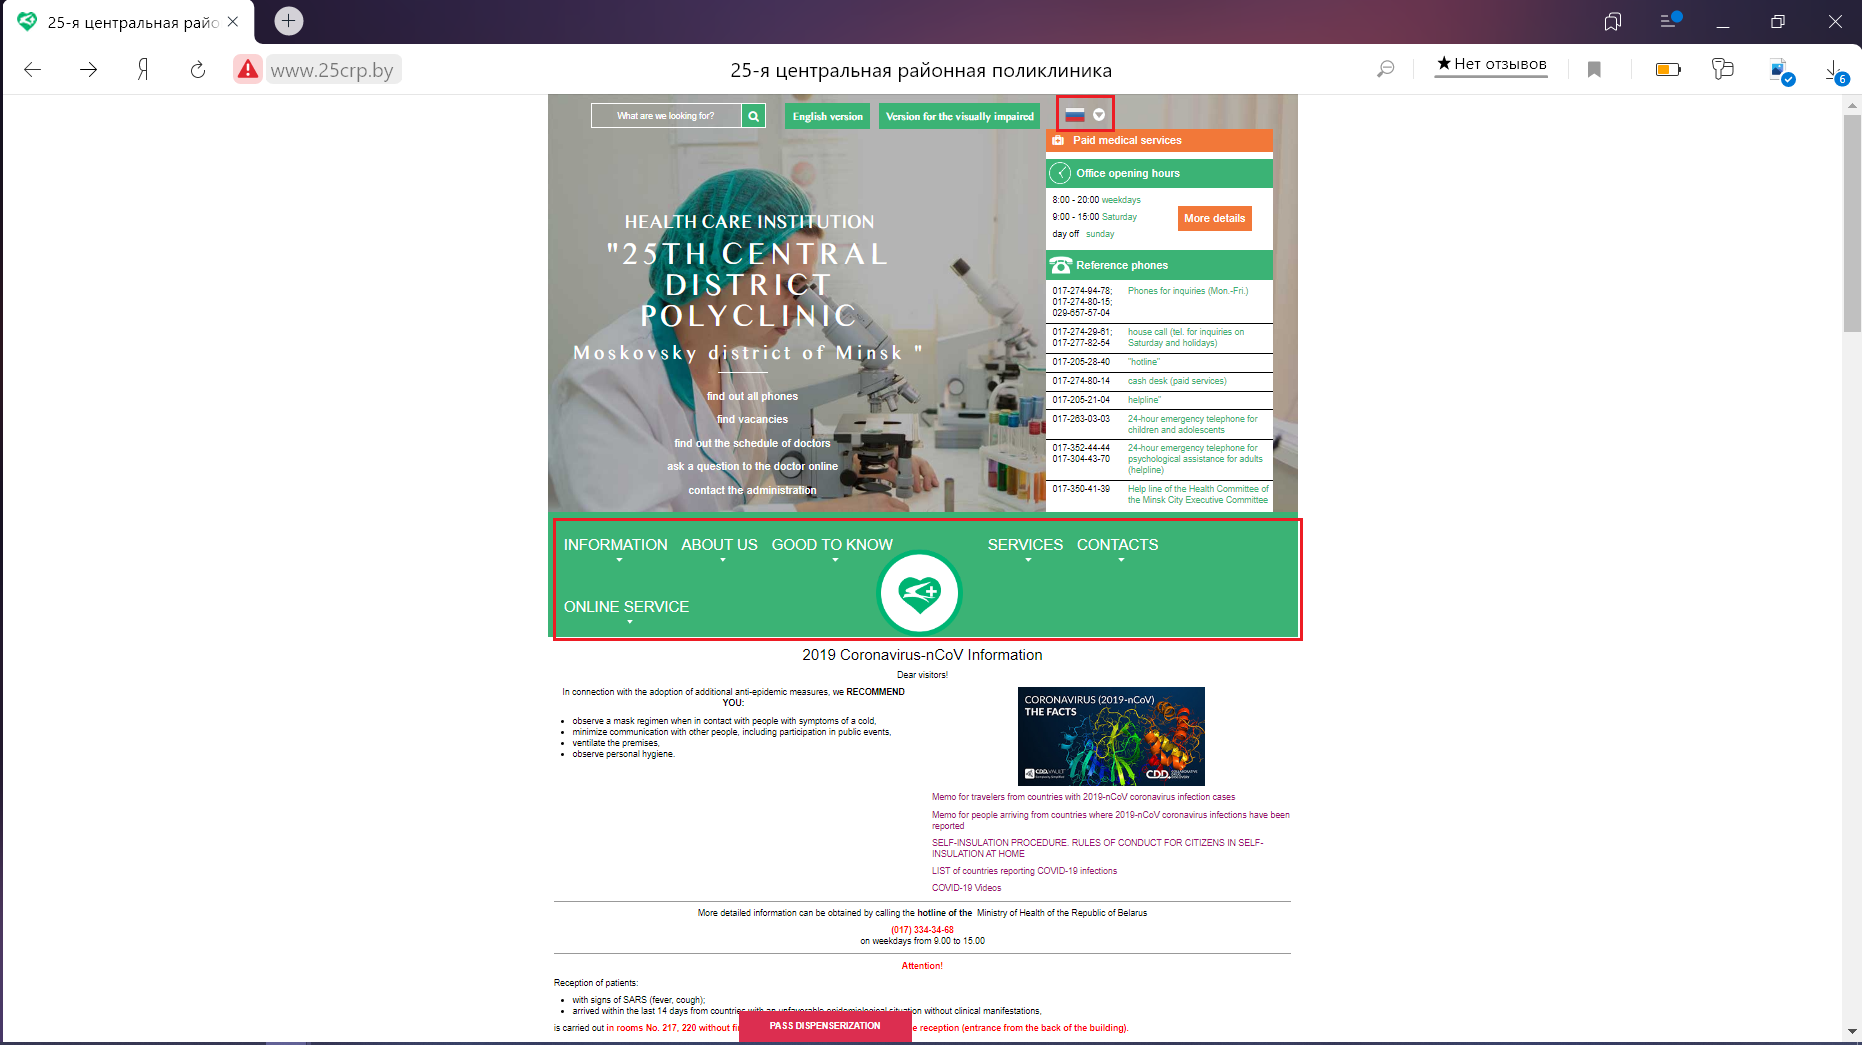 25-я центральная райо
www.25crp.by
25-я центральная районная поликлиника
★ Нет отзывов
6
What are we looking for?
English version
Version for the visually impaired
Paid medical services
Office opening hours
8:00 - 20:00 weekdays
9:00 - 15:00 Saturday
day off sunday
More details
Reference phones
017-274-94-78; Phones for inquiries (Mon.-Fri.)
017-274-80-15;
029-657-57-04
017-274-29-61; house call (tel. for inquiries on
017-277-82-64 Saturday and holidays)
017-205-28-40 "hotline"
017-274-80-14 cash desk (paid services)
017-205-21-04 helpline"
017-263-03-03 24-hour emergency telephone for
children and adolescents
017-352-44-44 24-hour emergency telephone for
017-304-43-70 psychological assistance for adults
(helpline)
017-350-41-39 Help line of the Health Committee of
the Minsk City Executive Committee
HEALTH CARE INSTITUTION
"25TH CENTRAL
DISTRICT
POLYCLINIC
Moskovsky district of Minsk "
find out all phones
find vacancies
find out the schedule of doctors
ask a question to the doctor online
contact the administration
INFORMATION ABOUT US GOOD TO KNOW SERVICES CONTACTS
ONLINE SERVICE
2019 Coronavirus-nCoV Information
Dear visitors!
In connection with the adoption of additional anti-epidemic measures, we RECOMMEND
YOU:
• observe a mask regimen when in contact with people with symptoms of a cold,
• minimize communication with other people, including participation in public events,
• ventilate the premises,
• observe personal hygiene.
CORONAVIRUS (2019-nCoV)
THE FACTS
CDD VAULT
CDD.
Memo for travelers from countries with 2019-nCoV coronavirus infection cases
Memo for people arriving from countries where 2019-nCoV coronavirus infections have been
reported
SELF-INSULATION PROCEDURE. RULES OF CONDUCT FOR CITIZENS IN SELF-
INSULATION AT HOME
LIST of countries reporting COVID-19 infections
COVID-19 Videos
More detailed information can be obtained by calling the hotline of the Ministry of Health of the Republic of Belarus
(017) 334-34-68
on weekdays from 9.00 to 15.00
Attention!
Reception of patients:
• with signs of SARS (fever, cough);
• arrived within the last 14 days from countries with an unfavorable epidemiological situation without clinical manifestations,
is carried out in rooms No. 217, 220 without fi e reception (entrance from the back of the building).
PASS DISPENSERIZATION